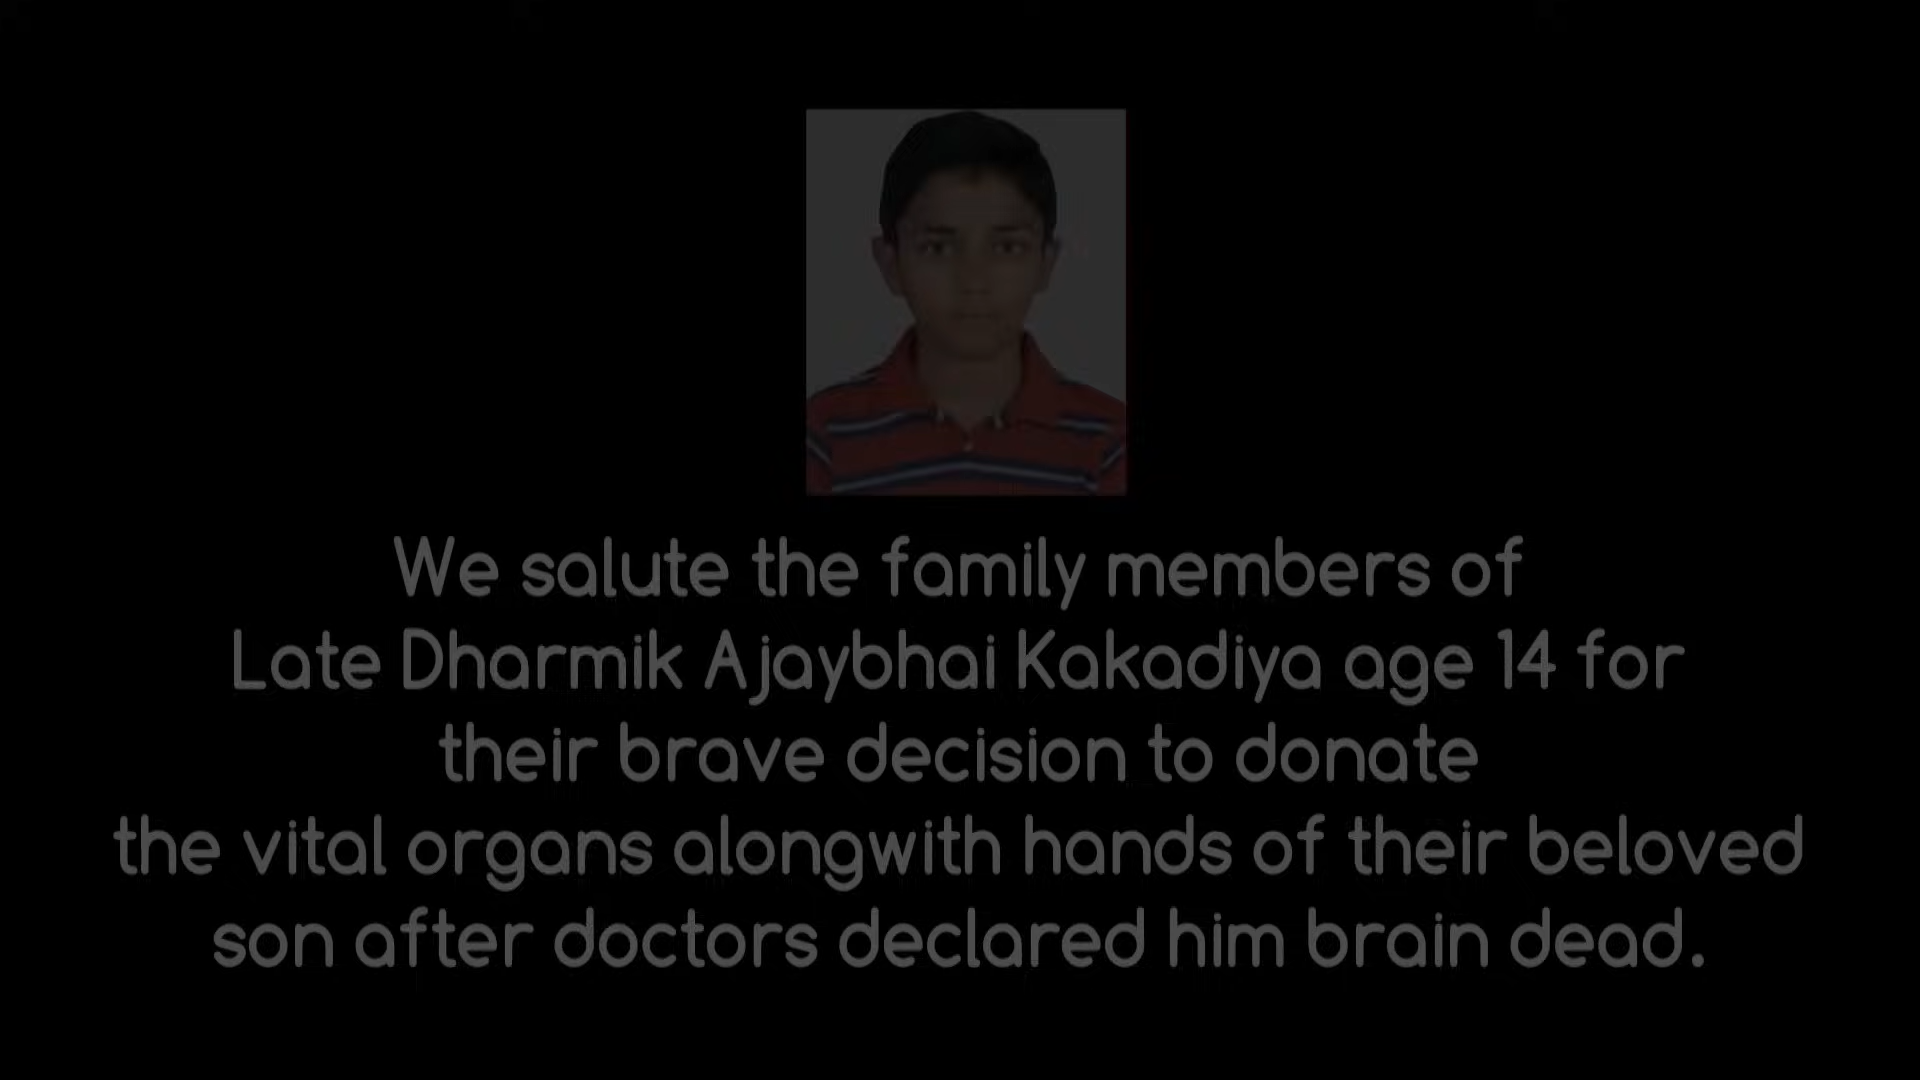 We salute the family members of
Late Dharmik Ajaybhai Kakadiya age 14 for
their brave decision to donate
the vital organs alongwith hands of their beloved
son after doctors declared him brain dead.